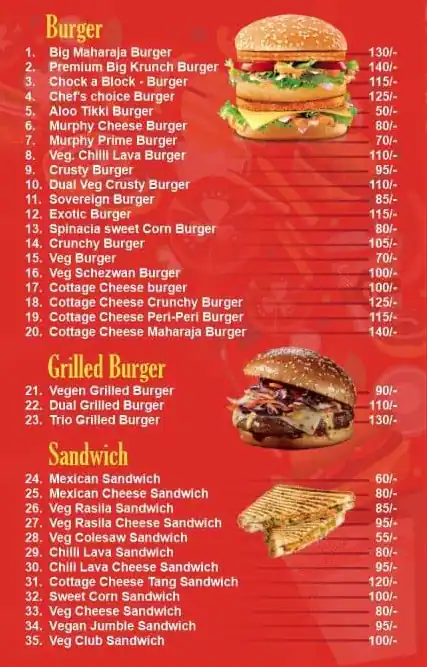 Burger
1. Big Maharaja Burger 130/-
2. Premium Big Krunch Burger 140/-
3. Chock a Block - Burger 115/-
4. Chef's choice Burger 125/-
5. Aloo Tikki Burger 50/-
6. Murphy Cheese Burger 80/-
7. Murphy Prime Burger 70/-
8. Veg. Chilli Lava Burger 110/-
9. Crusty Burger 95/-
10. Dual Veg Crusty Burger 110/-
11. Sovereign Burger 85/-
12. Exotic Burger 115/-
13. Spinacia sweet Corn Burger 80/-
14. Crunchy Burger 105/-
15. Veg Burger 70/-
16. Veg Schezwan Burger 100/-
17. Cottage Cheese burger 100/-
18. Cottage Cheese Crunchy Burger 125/-
19. Cottage Cheese Peri-Peri Burger 115/-
20. Cottage Cheese Maharaja Burger 140/-
Grilled Burger
21. Vegen Grilled Burger 90/-
22. Dual Grilled Burger 110/-
23. Trio Grilled Burger 130/-
Sandwich
24. Mexican Sandwich 60/-
25. Mexican Cheese Sandwich 80/-
26. Veg Rasila Sandwich 85/-
27. Veg Rasila Cheese Sandwich 95/-
28. Veg Colesaw Sandwich 55/-
29. Chilli Lava Sandwich 80/-
30. Chili Lava Cheese Sandwich 95/-
31. Cottage Cheese Tang Sandwich 120/-
32. Sweet Corn Sandwich 100/-
33. Veg Cheese Sandwich 80/-
34. Vegan Jumble Sandwich 95/-
35. Veg Club Sandwich 100/-